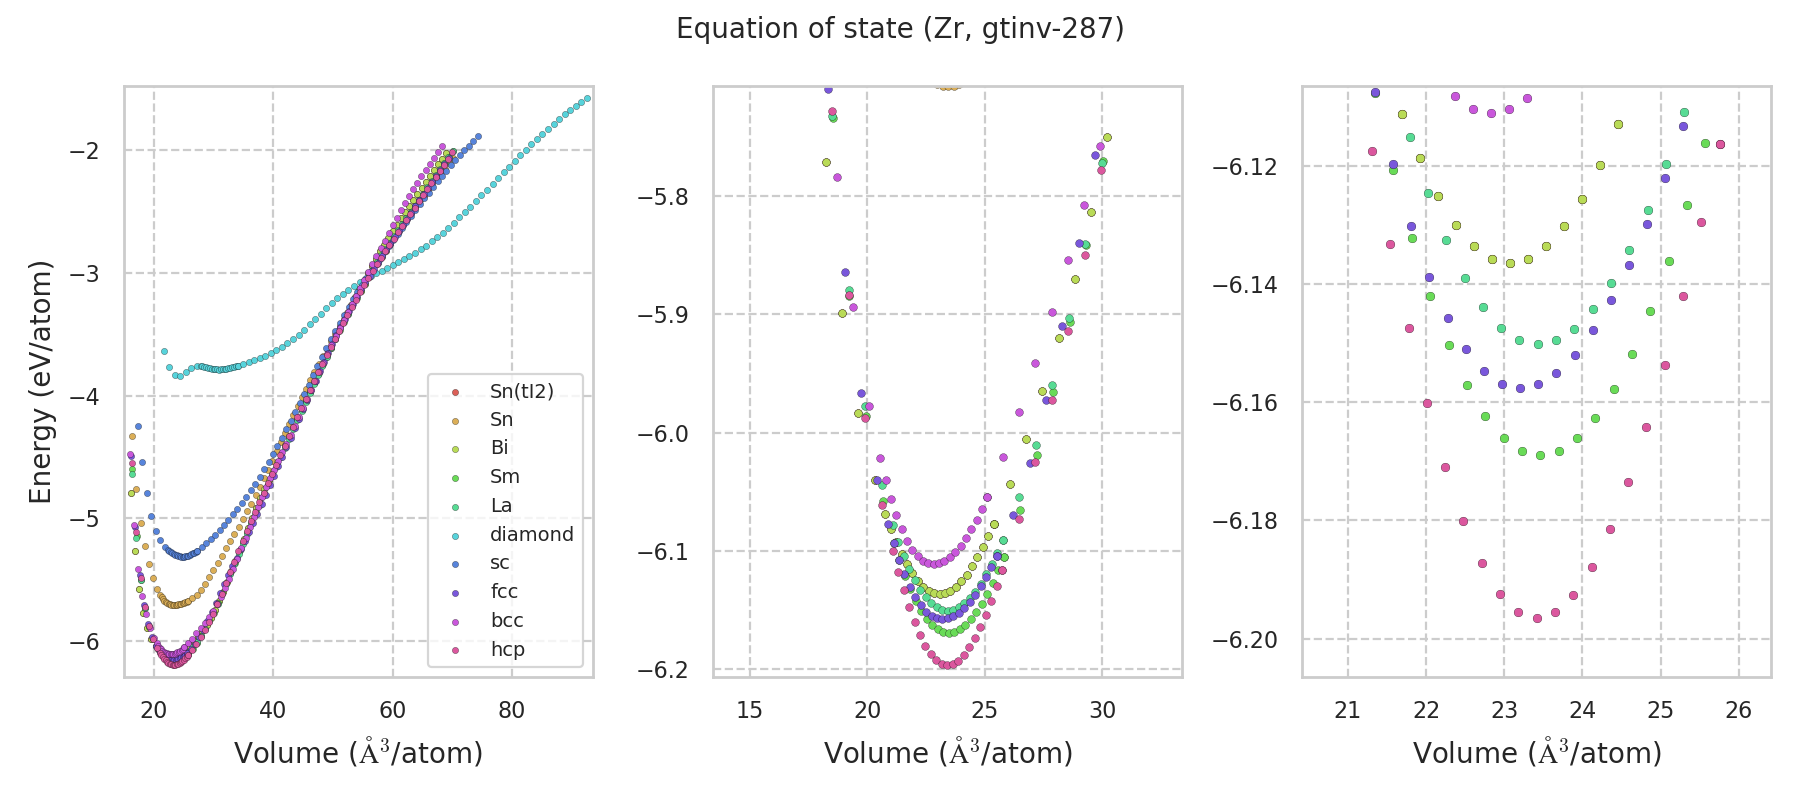 Equation of state (Zr, gtinv-287)
Energy (eV/atom)
−2
−3
−4
−5
−6
20 40 60 80
Volume (Å³/atom)
Sn(tI2)
Sn
Bi
Sm
La
diamond
sc
fcc
bcc
hcp
−5.8
−5.9
−6.0
−6.1
−6.2
15 20 25 30
Volume (Å³/atom)
−6.12
−6.14
−6.16
−6.18
−6.20
21 22 23 24 25 26
Volume (Å³/atom)